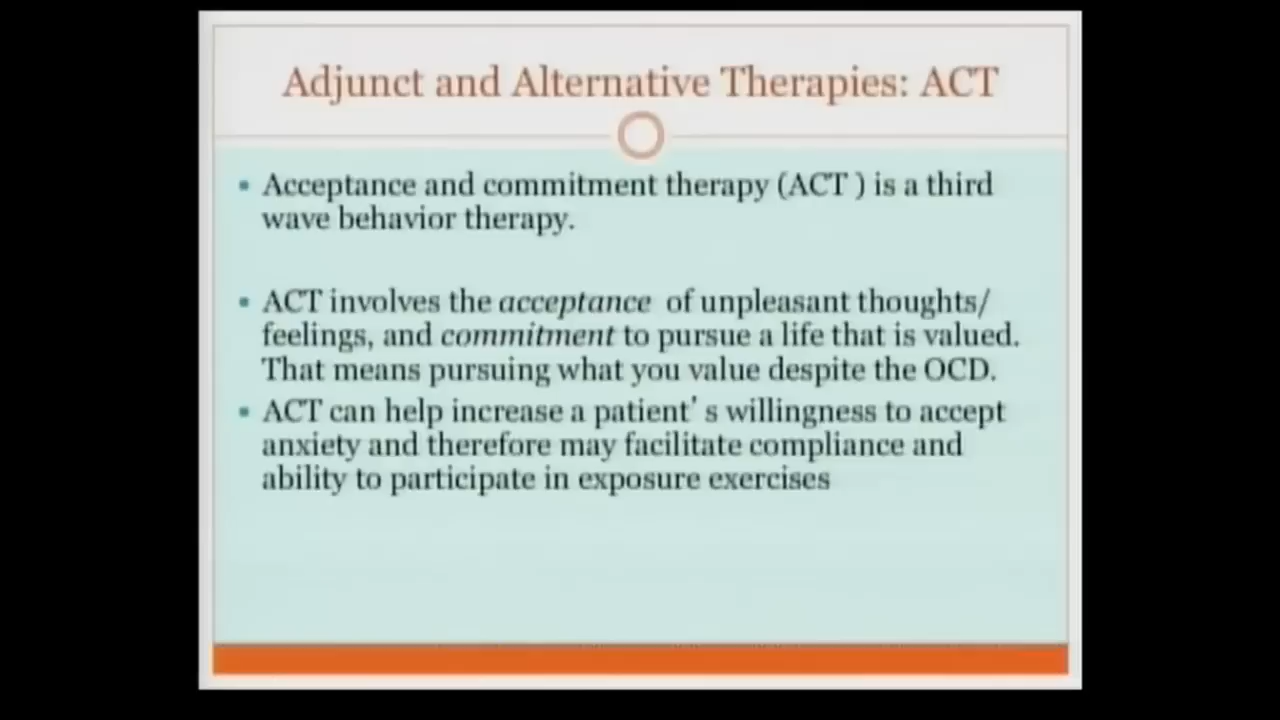 Adjunct and Alternative Therapies: ACT
Acceptance and commitment therapy (ACT ) is a third
wave behavior therapy.
ACT involves the acceptance of unpleasant thoughts/
feelings, and commitment to pursue a life that is valued.
That means pursuing what you value despite the OCD.
ACT can help increase a patient’ s willingness to accept
anxiety and therefore may facilitate compliance and
ability to participate in exposure exercises